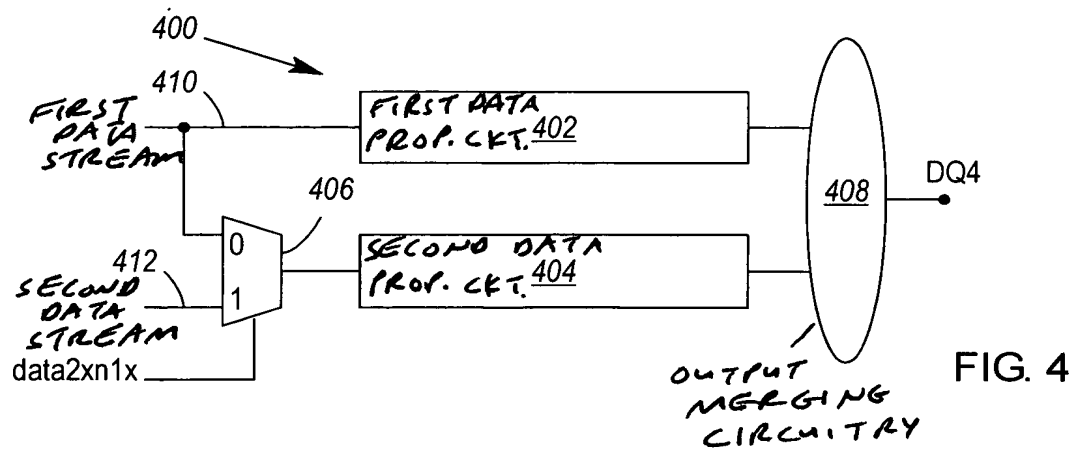 400
410
FIRST
DATA
STREAM
FIRST DATA
PROP. CKT. 402
406
408
DQ4
0
1
412
SECOND
DATA
STREAM
SECOND DATA
PROP. CKT. 404
data2xn1x
OUTPUT
MERGING
CIRCUITRY
FIG. 4